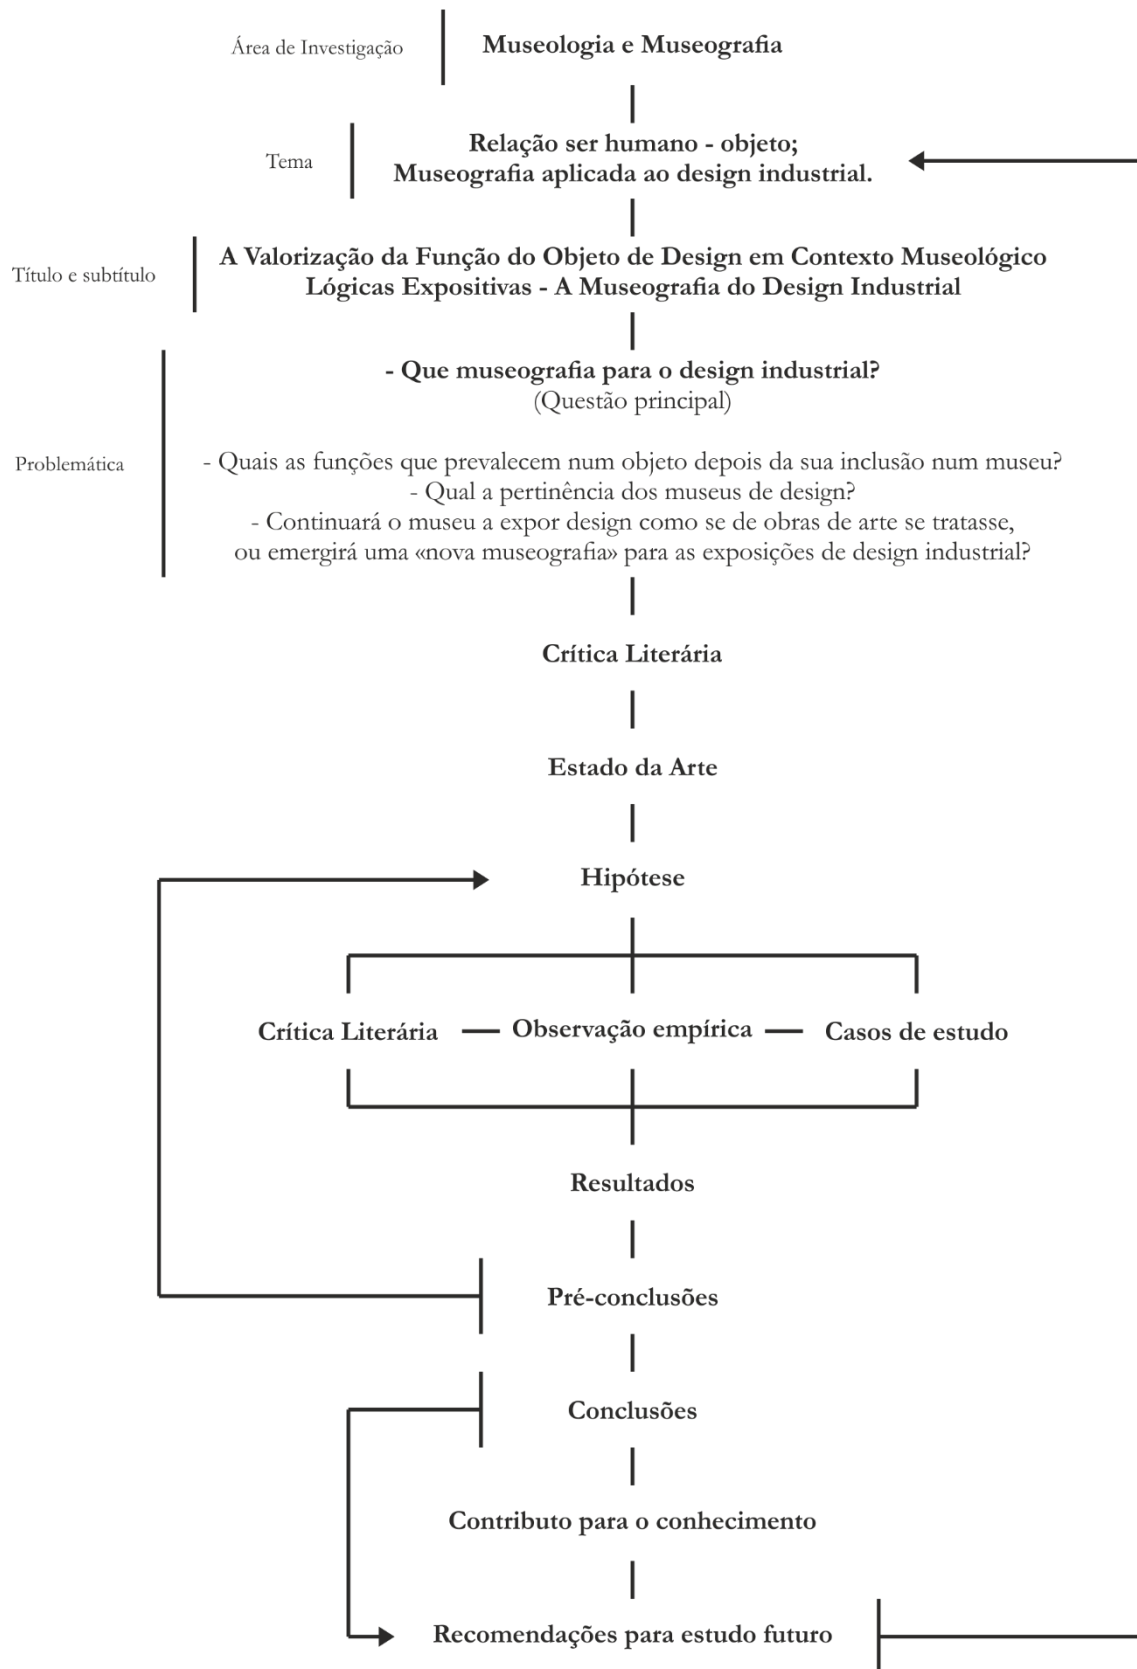 Área de Investigação
Museologia e Museografia
Tema
Relação ser humano - objeto;
Museografia aplicada ao design industrial.
Título e subtítulo
A Valorização da Função do Objeto de Design em Contexto Museológico
Lógicas Expositivas - A Museografia do Design Industrial
Problemática
- Que museografia para o design industrial?
(Questão principal)
- Quais as funções que prevalecem num objeto depois da sua inclusão num museu?
- Qual a pertinência dos museus de design?
- Continuará o museu a expor design como se de obras de arte se tratasse,
ou emergirá uma «nova museografia» para as exposições de design industrial?
Crítica Literária
Estado da Arte
Hipótese
Crítica Literária
Observação empírica
Casos de estudo
Resultados
Pré-conclusões
Conclusões
Contributo para o conhecimento
Recomendações para estudo futuro